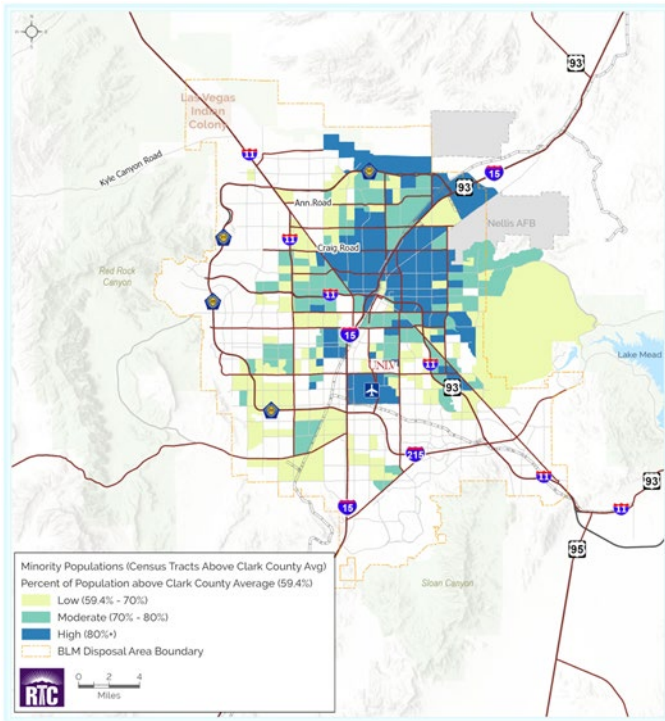 93
Las Vegas
Indian
Colony
11
Kyle Canyon Road
15
93
Ann Road
Nellis AFB
11
Craig Road
Red Rock
Canyon
11
15
Lake Mead
UNLV
11
93
215
11
93
15
11
95
Sloan Canyon
Minority Populations (Census Tracts Above Clark County Avg)
Percent of Population above Clark County Average (59.4%)
Low (59.4% - 70%)
Moderate (70% - 80%)
High (80%+)
BLM Disposal Area Boundary
RTC
0 2 4
Miles